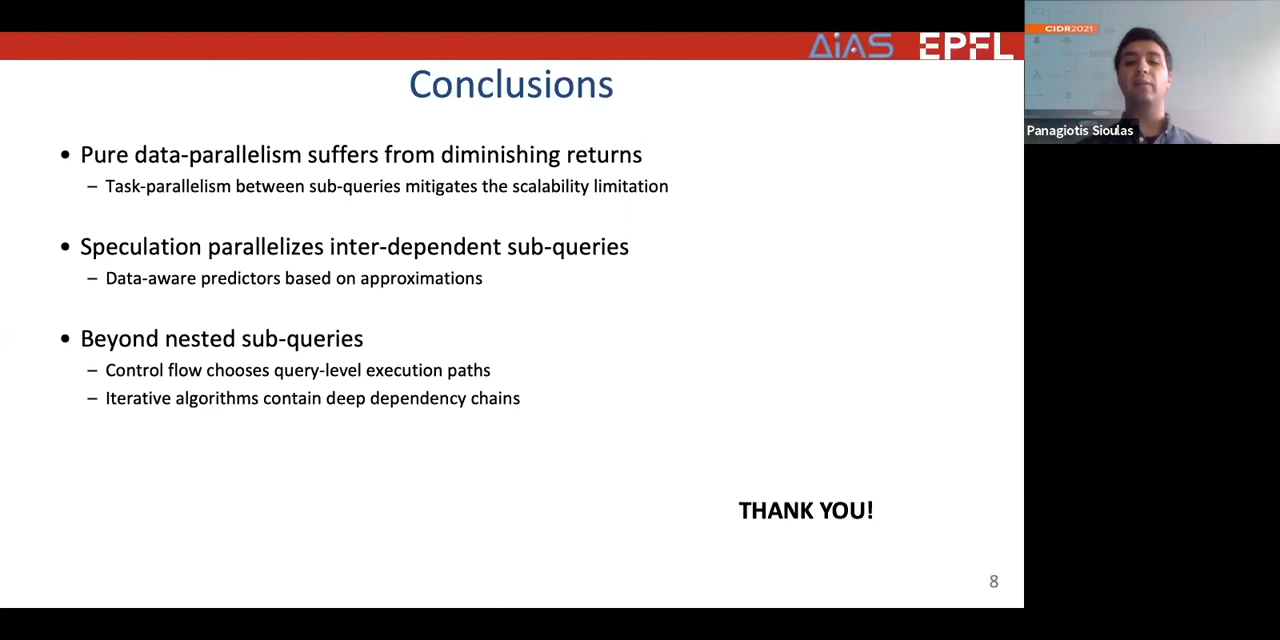 DIAS EPFL
Conclusions
• Pure data-parallelism suffers from diminishing returns
– Task-parallelism between sub-queries mitigates the scalability limitation
• Speculation parallelizes inter-dependent sub-queries
– Data-aware predictors based on approximations
• Beyond nested sub-queries
– Control flow chooses query-level execution paths
– Iterative algorithms contain deep dependency chains
THANK YOU!
8
CIDR2021
Panagiotis Sioulas